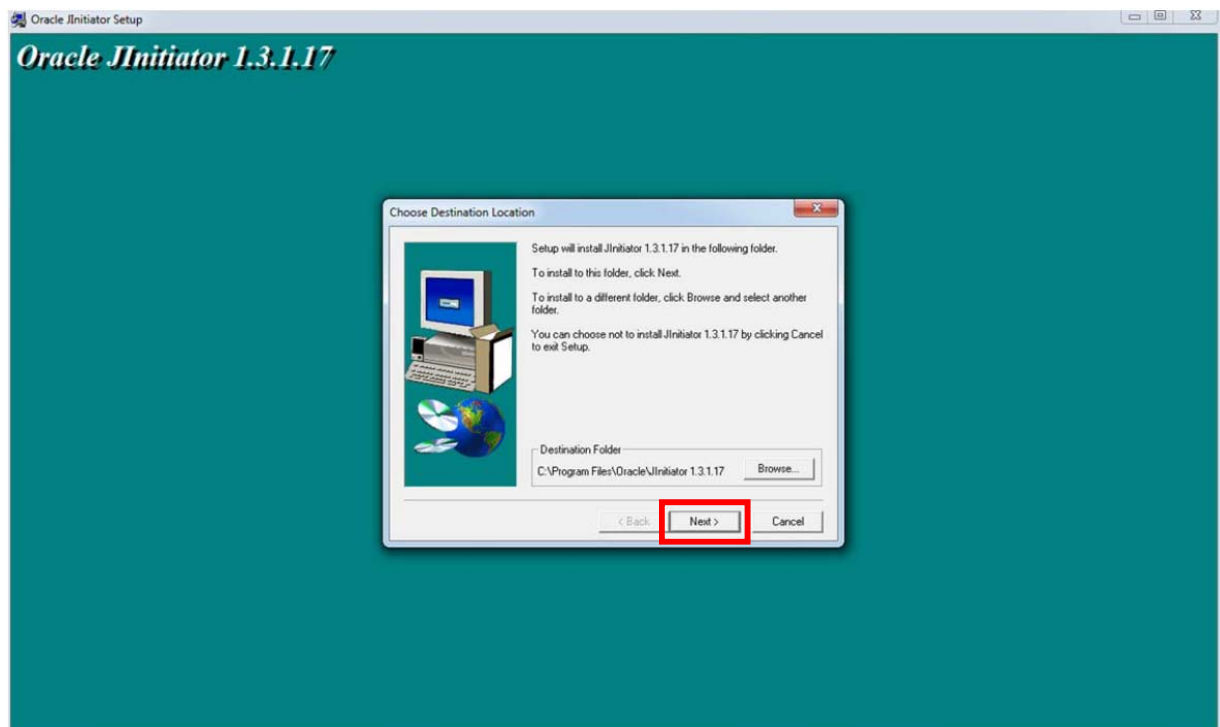 Oracle JInitiator Setup
Oracle JInitiator 1.3.1.17
Choose Destination Location
Setup will install JInitiator 1.3.1.17 in the following folder.
To install to this folder, click Next.
To install to a different folder, click Browse and select another
folder.
You can choose not to install JInitiator 1.3.1.17 by clicking Cancel
to exit Setup.
Destination Folder
C:\Program Files\Oracle\JInitiator 1.3.1.17
Browse...
< Back
Next >
Cancel